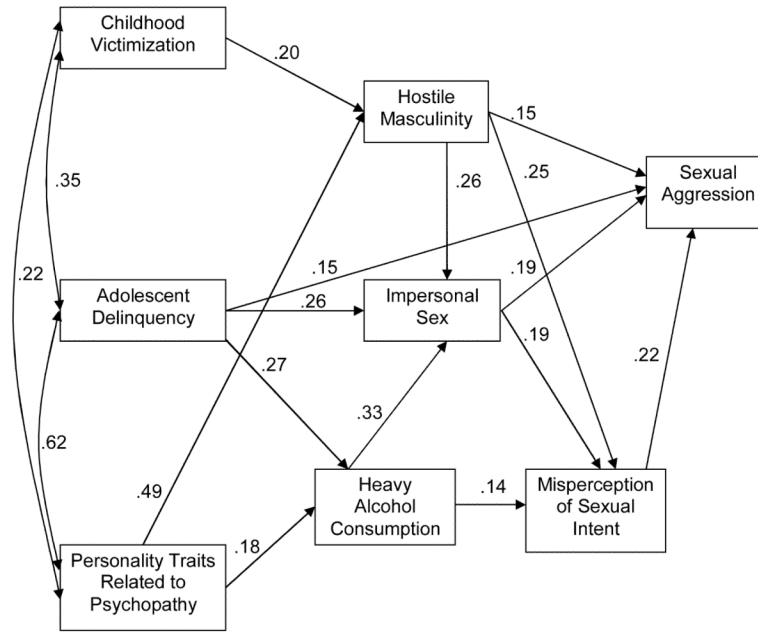 Childhood
Victimization
.20
Hostile
Masculinity
.15
Sexual
Aggression
.35
.26
.25
.22
Adolescent
Delinquency
.15
.26
Impersonal
Sex
.19
.19
.27
.22
.33
.62
.49
Heavy
Alcohol
Consumption
.14
Misperception
of Sexual
Intent
.18
Personality Traits
Related to
Psychopathy